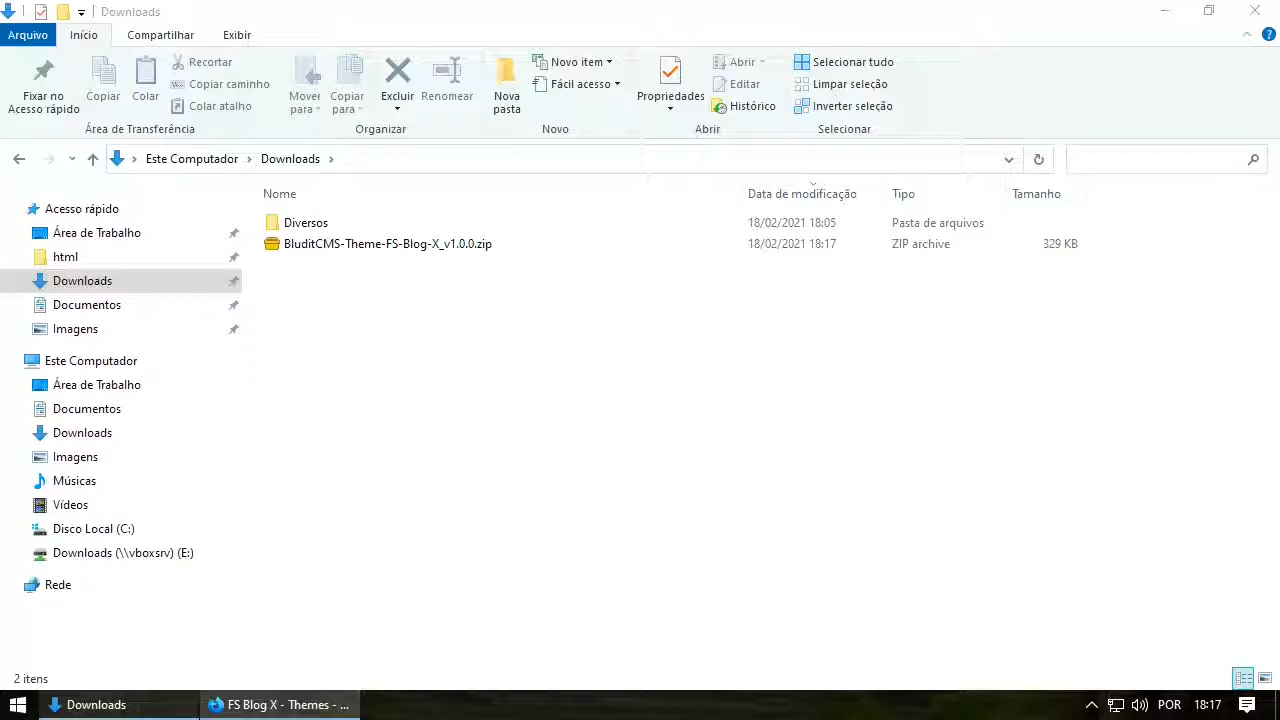 Downloads
Arquivo
Início
Compartilhar
Exibir
Fixar no
Acesso rápido
Copiar
Colar
Recortar
Copiar caminho
Colar atalho
Área de Transferência
Mover
para
Copiar
para
Excluir
Renomear
Organizar
Nova
pasta
Novo item
Fácil acesso
Novo
Propriedades
Abrir
Editar
Histórico
Abrir
Selecionar tudo
Limpar seleção
Inverter seleção
Selecionar
Este Computador
Downloads
Nome
Data de modificação
Tipo
Tamanho
Diversos
18/02/2021 18:05
Pasta de arquivos
BluditCMS-Theme-FS-Blog-X_v1.0.0.zip
18/02/2021 18:17
ZIP archive
329 KB
Acesso rápido
Área de Trabalho
html
Downloads
Documentos
Imagens
Este Computador
Área de Trabalho
Documentos
Downloads
Imagens
Músicas
Vídeos
Disco Local (C:)
Downloads (\\vboxsrv) (E:)
Rede
2 itens
Downloads
FS Blog X - Themes - ...
POR
18:17